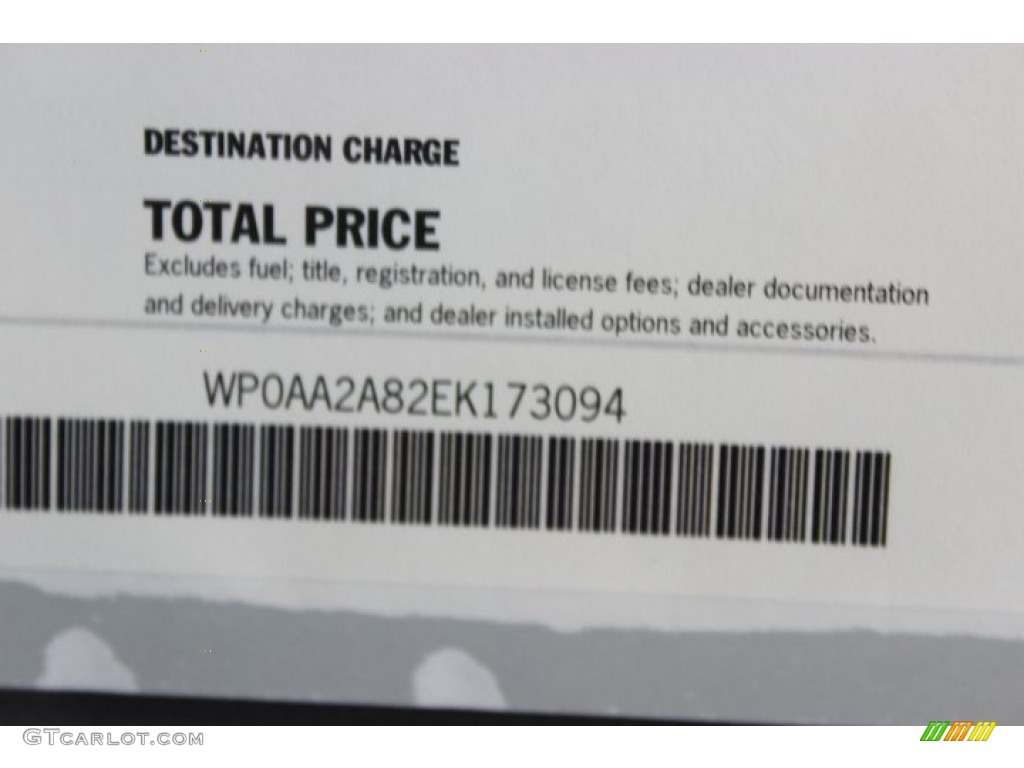 DESTINATION CHARGE
TOTAL PRICE
Excludes fuel; title, registration, and license fees; dealer documentation
and delivery charges; and dealer installed options and accessories.
WP0AA2A82EK173094
GTCARLOT.COM